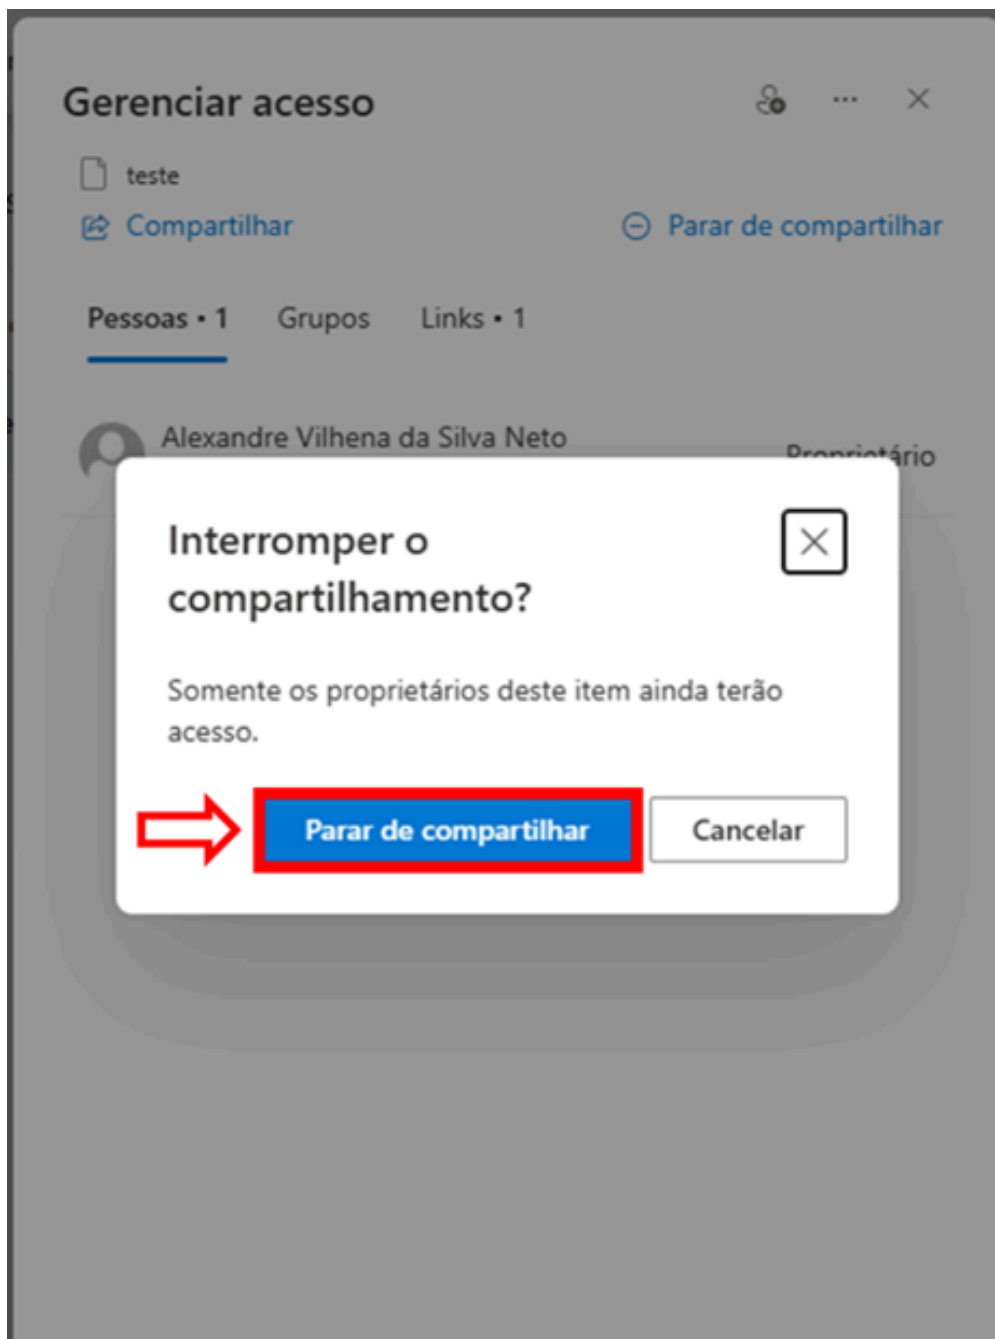 Gerenciar acesso
teste
Compartilhar
Parar de compartilhar
Pessoas • 1
Grupos
Links • 1
Alexandre Vilhena da Silva Neto
Proprietário
Interromper o
compartilhamento?
Somente os proprietários deste item ainda terão
acesso.
Parar de compartilhar
Cancelar